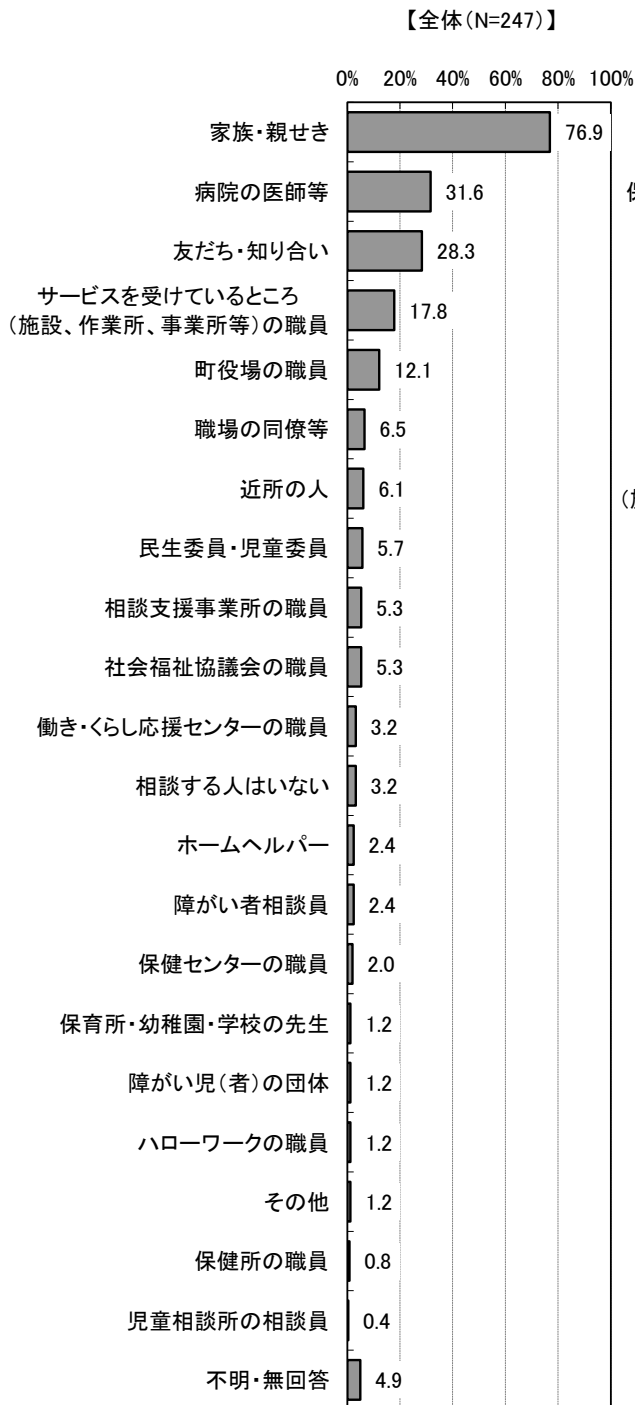 【全体(N=247)】
0% 20% 40% 60% 80% 100%
家族・親せき 76.9
病院の医師等 31.6
友だち・知り合い 28.3
サービスを受けているところ
(施設、作業所、事業所等)の職員 17.8
町役場の職員 12.1
職場の同僚等 6.5
近所の人 6.1
民生委員・児童委員 5.7
相談支援事業所の職員 5.3
社会福祉協議会の職員 5.3
働き・くらし応援センターの職員 3.2
相談する人はいない 3.2
ホームヘルパー 2.4
障がい者相談員 2.4
保健センターの職員 2.0
保育所・幼稚園・学校の先生 1.2
障がい児(者)の団体 1.2
ハローワークの職員 1.2
その他 1.2
保健所の職員 0.8
児童相談所の相談員 0.4
不明・無回答 4.9